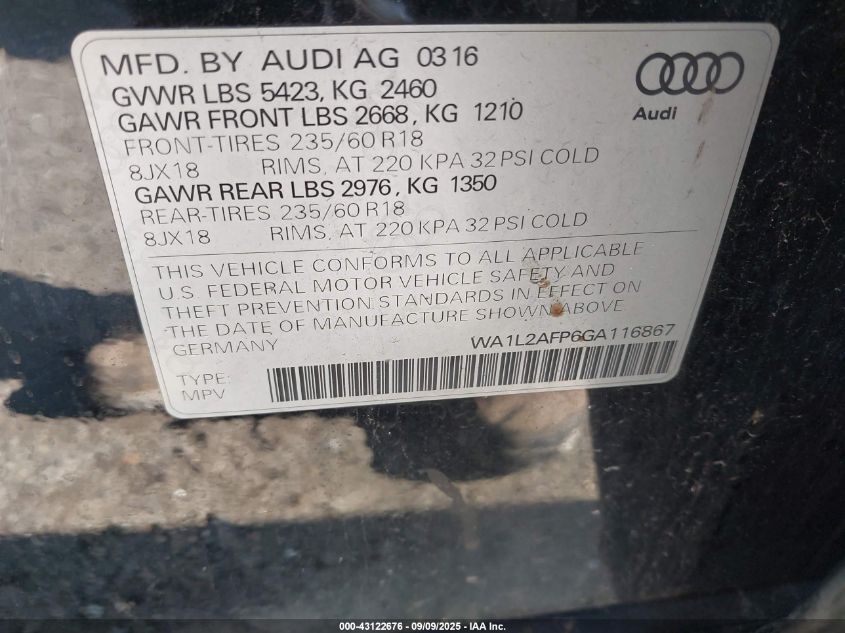 MFD. BY AUDI AG 03 16
GVWR LBS 5423, KG 2460
GAWR FRONT LBS 2668, KG 1210
FRONT-TIRES 235/60 R18
8JX18 RIMS, AT 220 KPA 32 PSI COLD
GAWR REAR LBS 2976, KG 1350
REAR-TIRES 235/60 R18
8JX18 RIMS, AT 220 KPA 32 PSI COLD
Audi
THIS VEHICLE CONFORMS TO ALL APPLICABLE
U.S. FEDERAL MOTOR VEHICLE SAFETY AND
THEFT PREVENTION STANDARDS IN EFFECT ON
THE DATE OF MANUFACTURE SHOWN ABOVE
GERMANY WA1L2AFP6GA116867
TYPE:
MPV
000-43122676 - 09/09/2025 - WWW.IAAI.COM